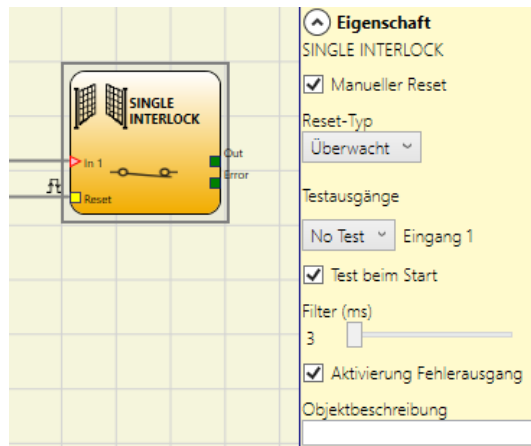 SINGLE
INTERLOCK
In 1
Out
Error
Reset
Eigenschaft
SINGLE INTERLOCK
Manueller Reset
Reset-Typ
Überwacht
Testausgänge
No Test Eingang 1
Test beim Start
Filter (ms)
3
Aktivierung Fehlerausgang
Objektbeschreibung